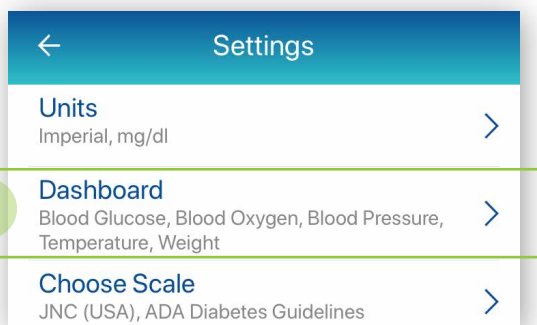 Settings
Units
Imperial, mg/dl
Dashboard
Blood Glucose, Blood Oxygen, Blood Pressure,
Temperature, Weight
Choose Scale
JNC (USA), ADA Diabetes Guidelines